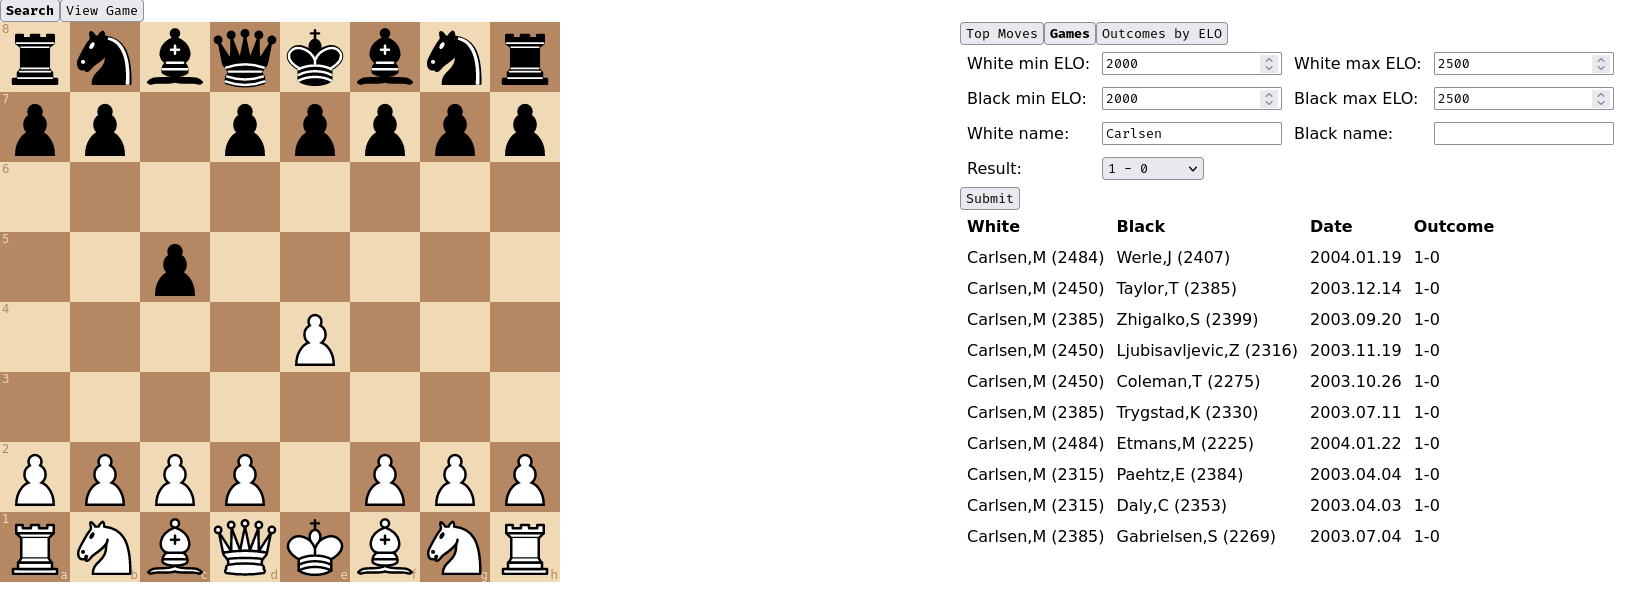 Search View Game
8
7
6
5
4
3
2
1
a b c d e f g h
Top Moves Games Outcomes by ELO
White min ELO: 2000 White max ELO: 2500
Black min ELO: 2000 Black max ELO: 2500
White name: Carlsen Black name:
Result: 1 - 0
Submit
White Black Date Outcome
Carlsen,M (2484) Werle,J (2407) 2004.01.19 1-0
Carlsen,M (2450) Taylor,T (2385) 2003.12.14 1-0
Carlsen,M (2385) Zhigalko,S (2399) 2003.09.20 1-0
Carlsen,M (2450) Ljubisavljevic,Z (2316) 2003.11.19 1-0
Carlsen,M (2450) Coleman,T (2275) 2003.10.26 1-0
Carlsen,M (2385) Trygstad,K (2330) 2003.07.11 1-0
Carlsen,M (2484) Etmans,M (2225) 2004.01.22 1-0
Carlsen,M (2315) Paehtz,E (2384) 2003.04.04 1-0
Carlsen,M (2315) Daly,C (2353) 2003.04.03 1-0
Carlsen,M (2385) Gabrielsen,S (2269) 2003.07.04 1-0